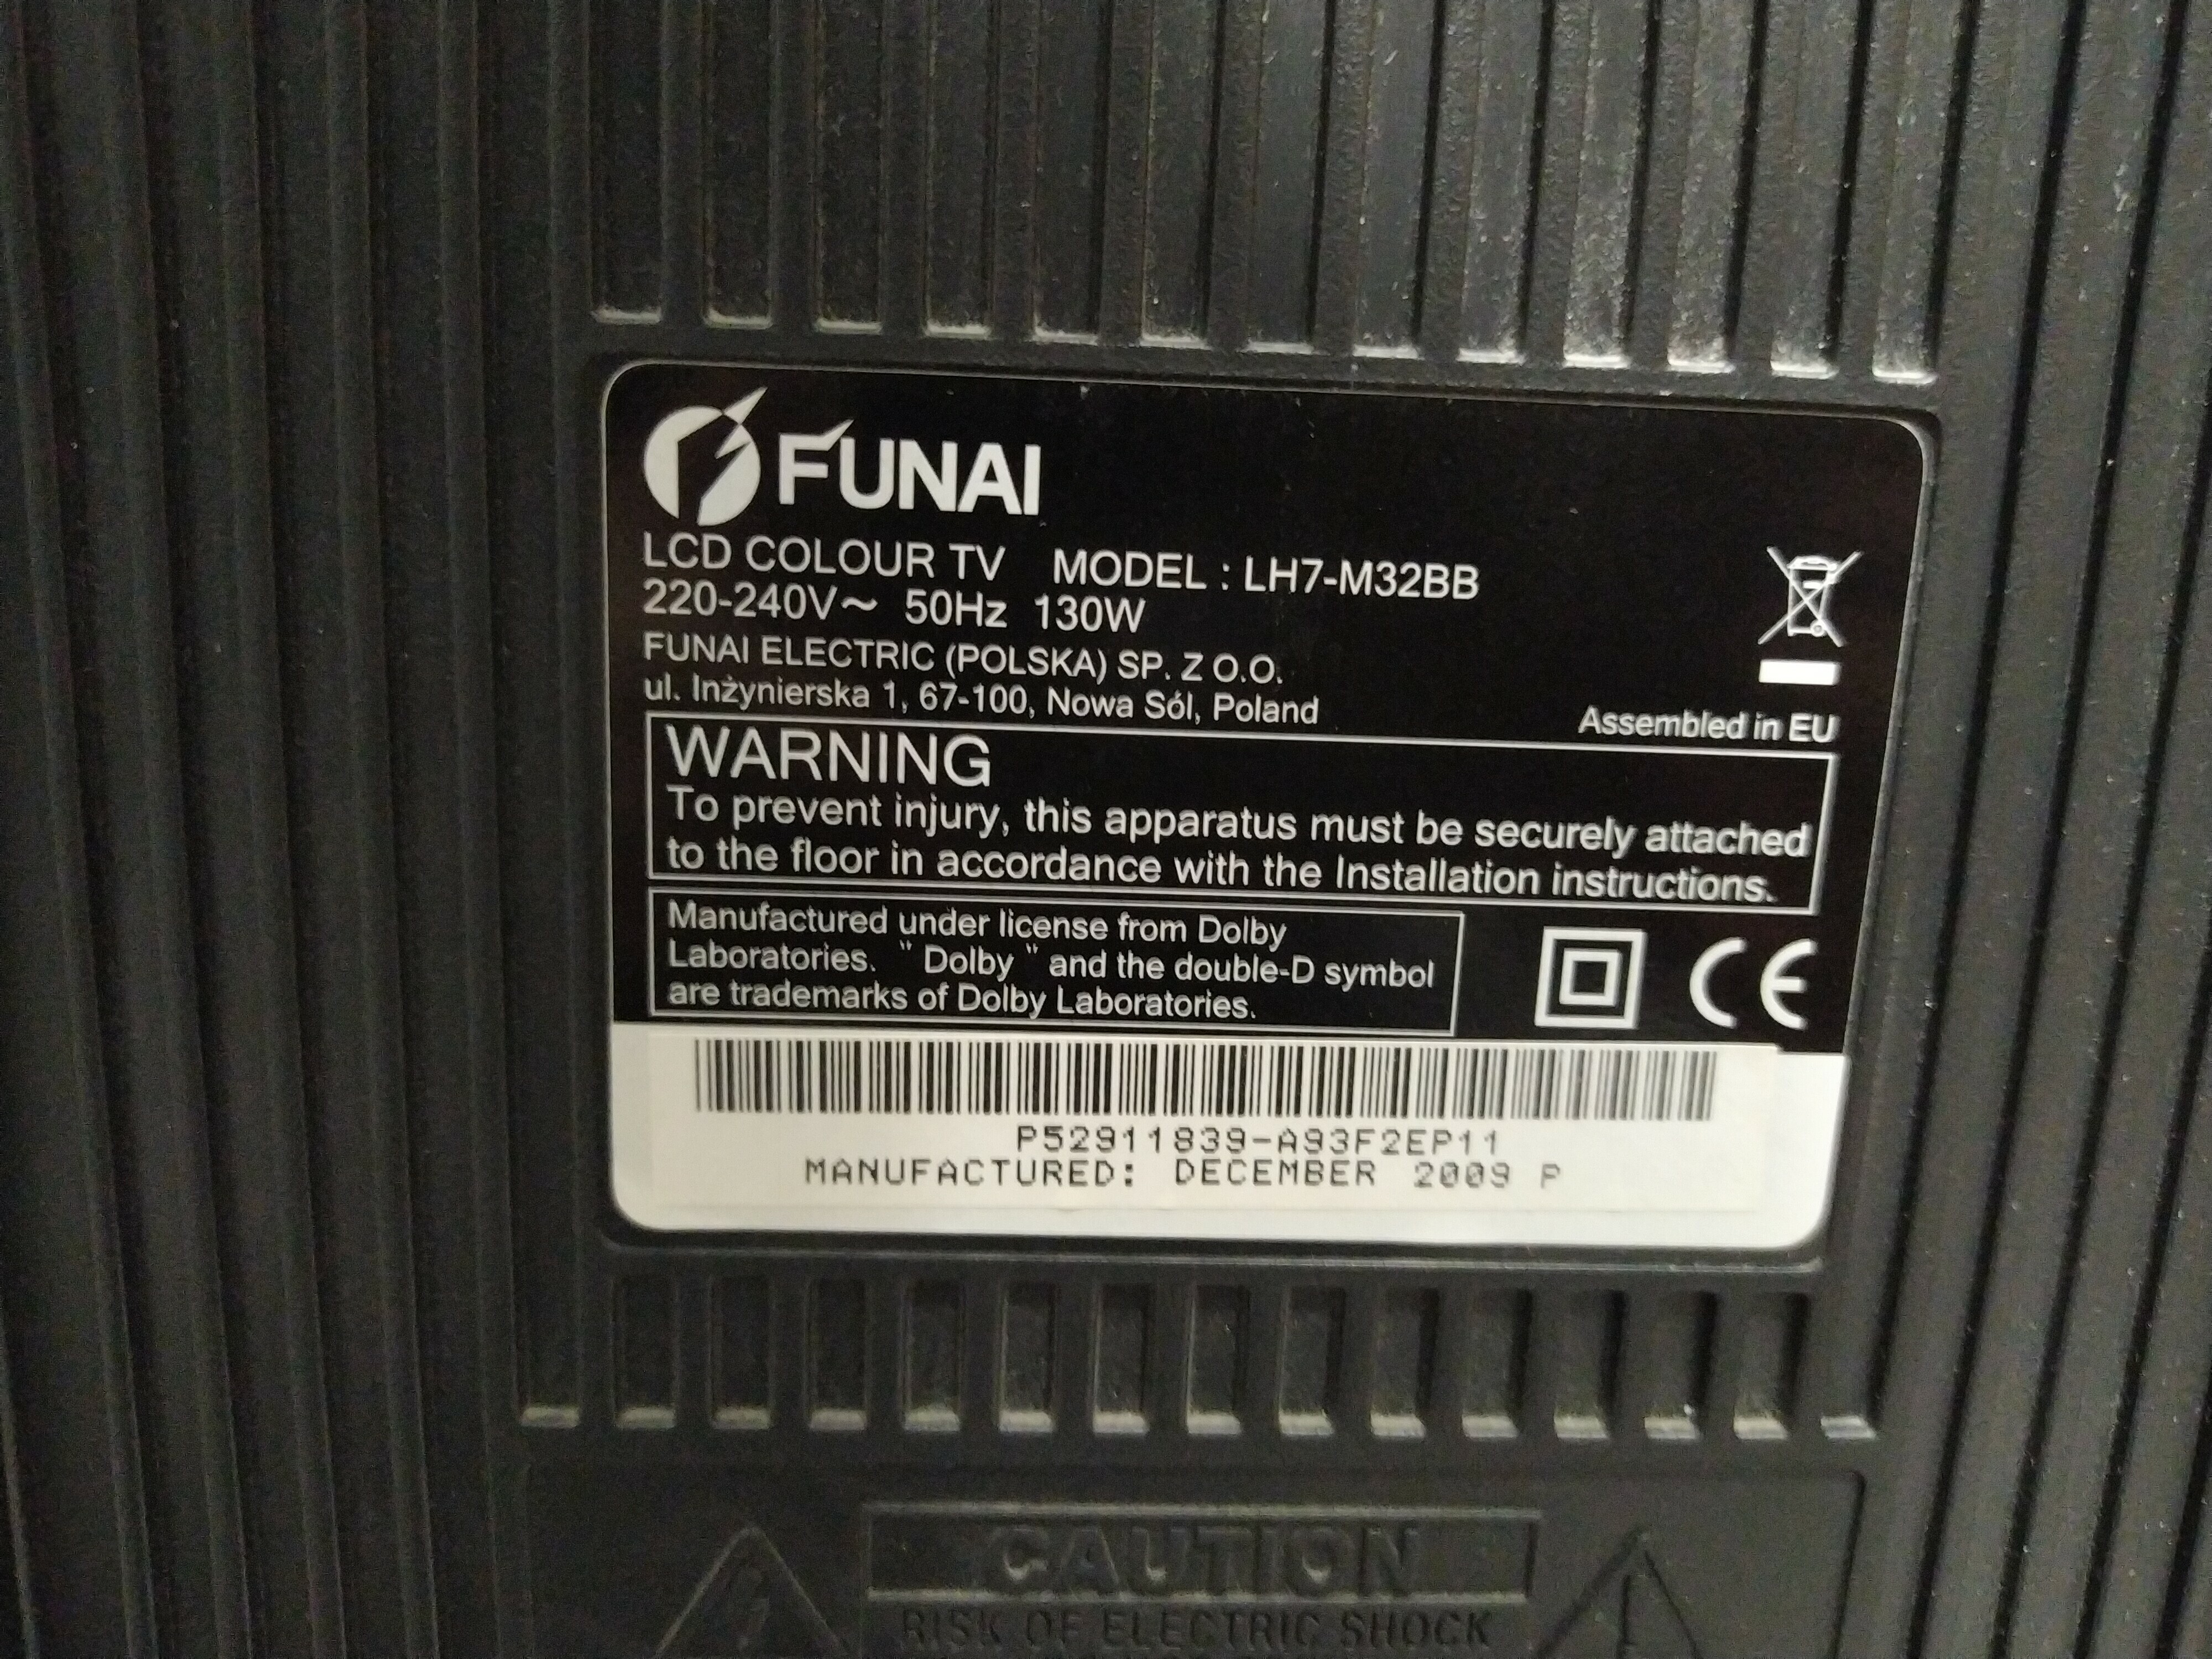 FUNAI
LCD COLOUR TV MODEL : LH7-M32BB
220-240V~ 50Hz 130W
FUNAI ELECTRIC (POLSKA) SP. Z O.O.
ul. Inżynierska 1, 67-100, Nowa Sól, Poland
Assembled in EU
WARNING
To prevent injury, this apparatus must be securely attached
to the floor in accordance with the Installation instructions.
Manufactured under license from Dolby
Laboratories. "Dolby" and the double-D symbol
are trademarks of Dolby Laboratories.
CE
P52911839-A93F2EP11
MANUFACTURED: DECEMBER 2009 P
CAUTION
RISK OF ELECTRIC SHOCK